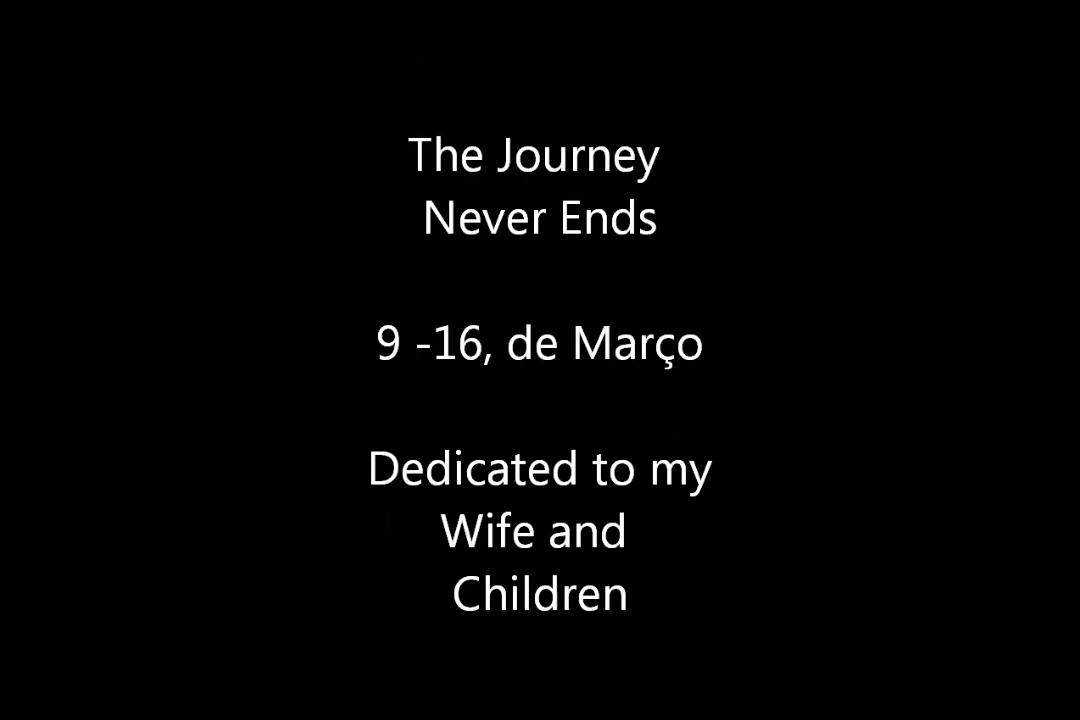 The Journey
Never Ends
9 -16, de Março
Dedicated to my
Wife and
Children